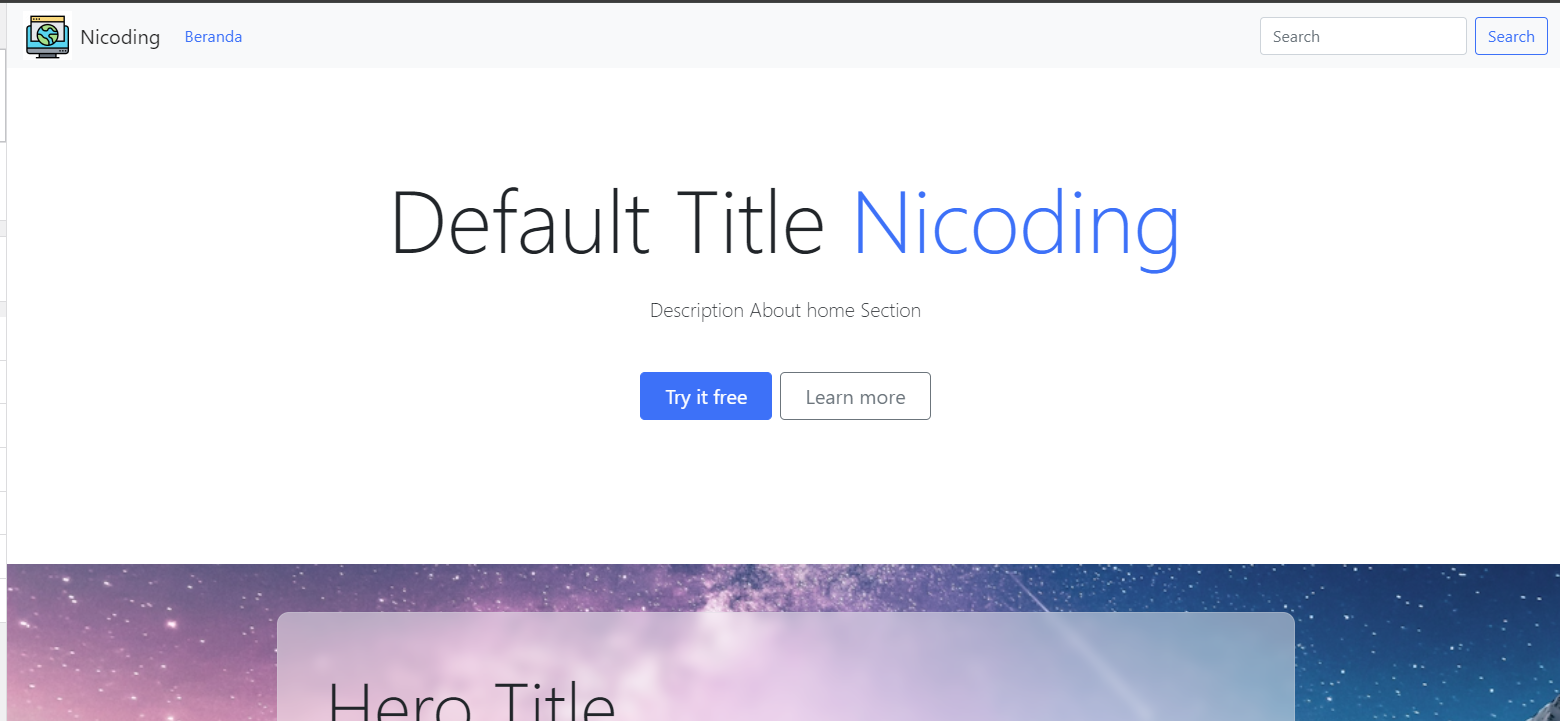 Nicoding Beranda Search Search
Default Title Nicoding
Description About home Section
Try it free Learn more
Hero Title